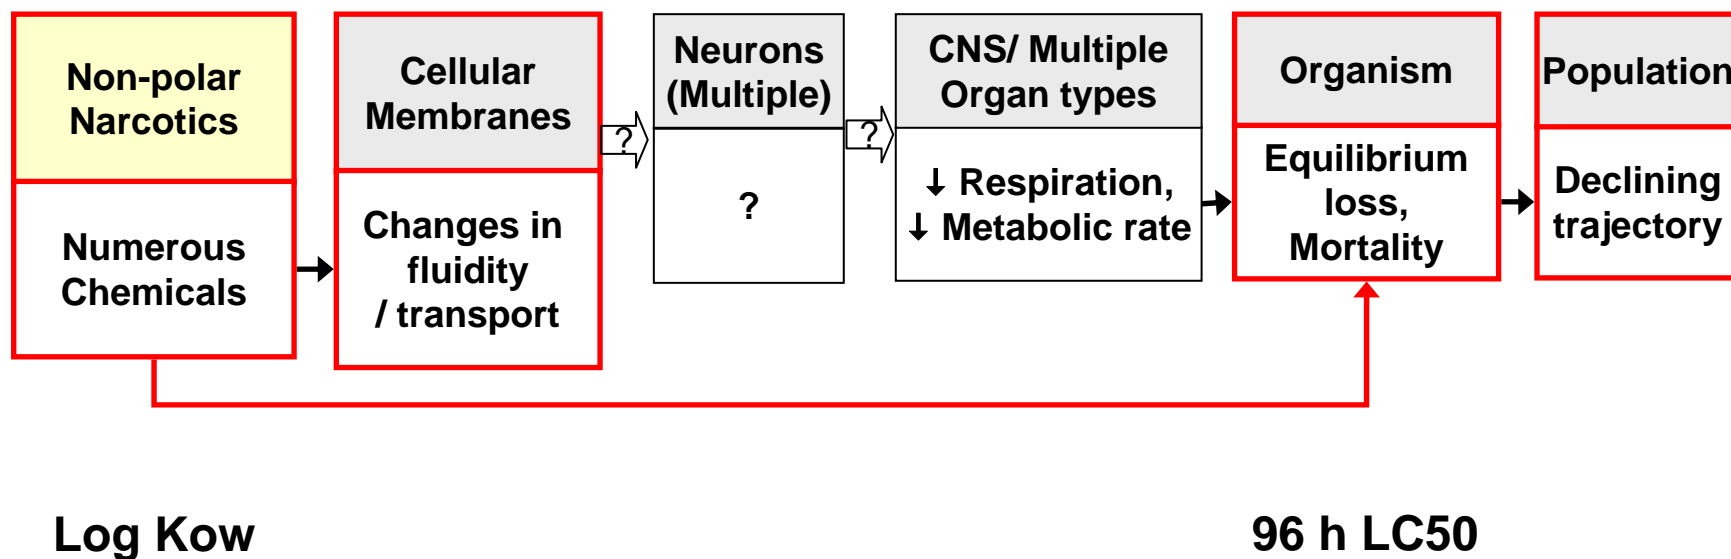 Non-polar
Narcotics
Numerous
Chemicals
Cellular
Membranes
Changes in
fluidity
/ transport
?
Neurons
(Multiple)
?
?
CNS/ Multiple
Organ types
↓ Respiration,
↓ Metabolic rate
Organism
Equilibrium
loss,
Mortality
Population
Declining
trajectory
Log Kow
96 h LC50